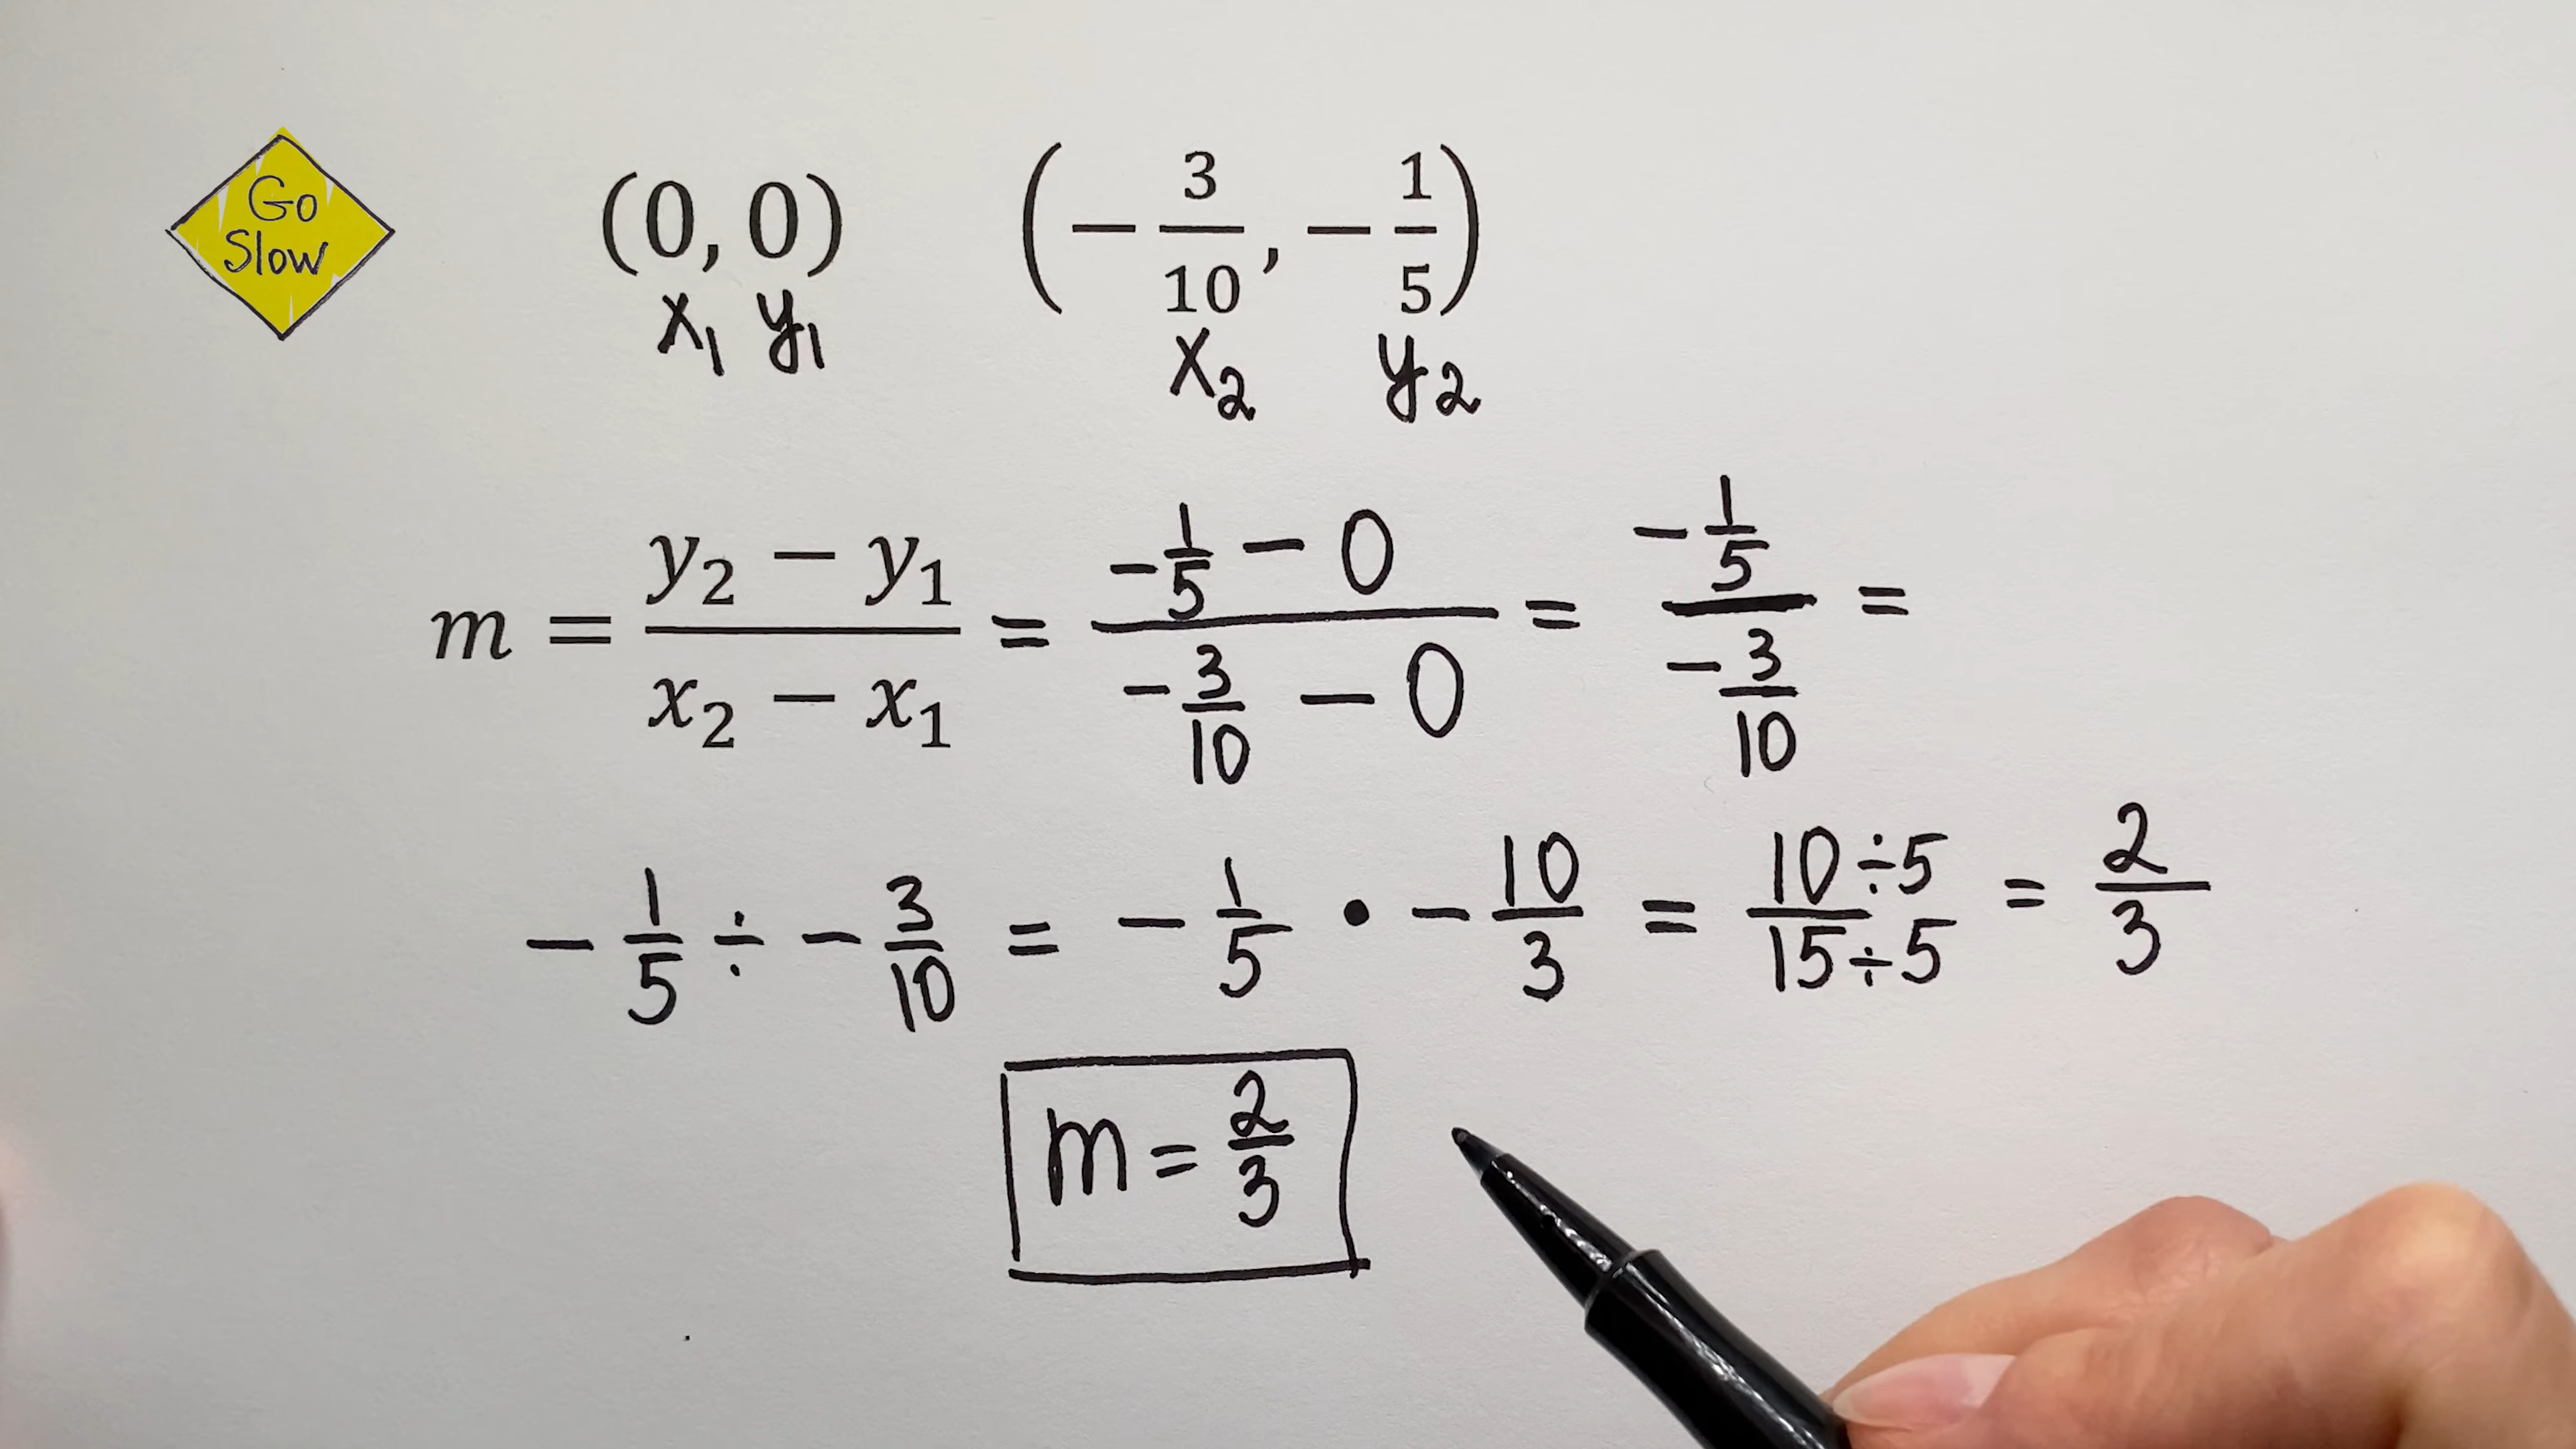 Go
Slow
(0, 0) (-3/10, -1/5)
x₁ y₁ x₂ y₂
m = (y₂ - y₁)/(x₂ - x₁) = (-1/5 - 0)/(-3/10 - 0) = (-1/5)/(-3/10) =
-1/5 ÷ -3/10 = -1/5 • -10/3 = 10÷5/15÷5 = 2/3
m = 2/3